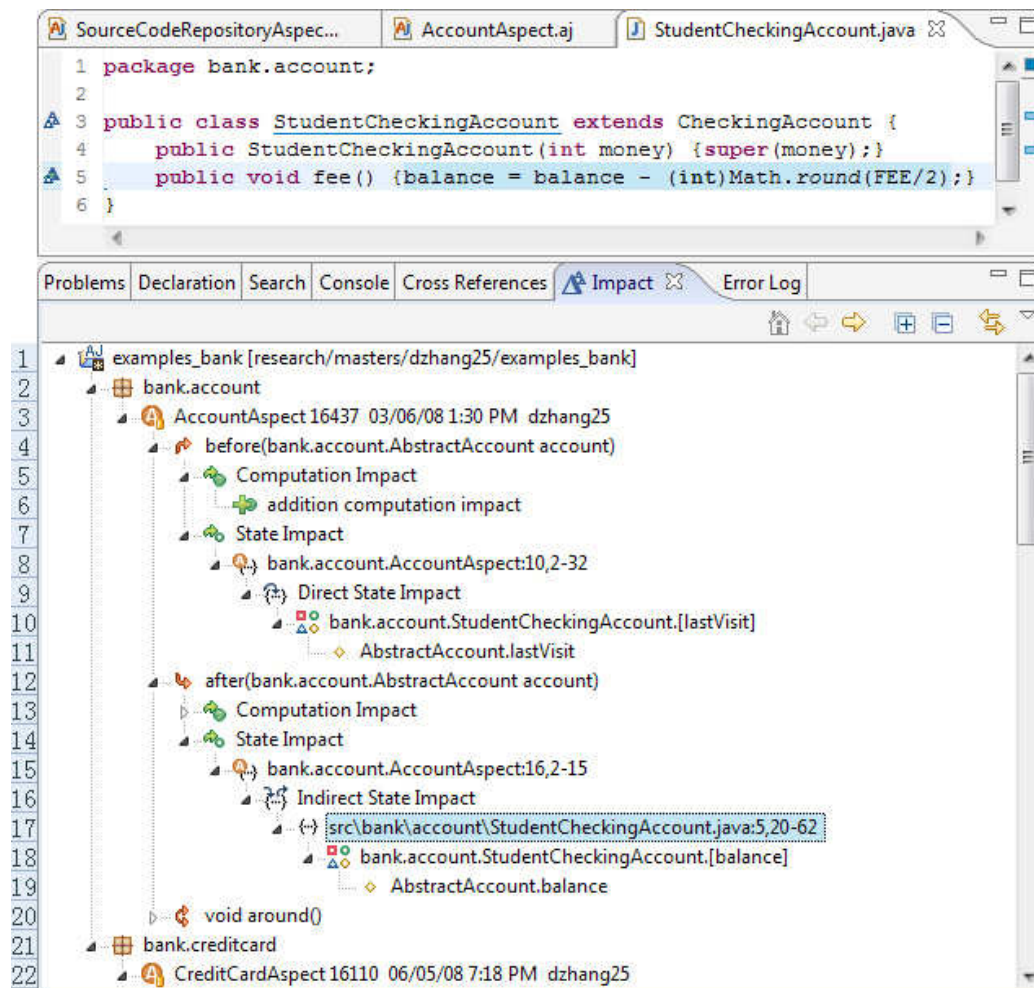 SourceCodeRepositoryAspec... AccountAspect.aj StudentCheckingAccount.java
1 package bank.account;
2
3 public class StudentCheckingAccount extends CheckingAccount {
4 public StudentCheckingAccount(int money) {super(money);}
5 public void fee() {balance = balance - (int)Math.round(FEE/2);}
6 }
Problems Declaration Search Console Cross References Impact Error Log
1 examples_bank [research/masters/dzhang25/examples_bank]
2 bank.account
3 AccountAspect 16437 03/06/08 1:30 PM dzhang25
4 before(bank.account.AbstractAccount account)
5 Computation Impact
6 addition computation impact
7 State Impact
8 bank.account.AccountAspect:10,2-32
9 Direct State Impact
10 bank.account.StudentCheckingAccount.[lastVisit]
11 AbstractAccount.lastVisit
12 after(bank.account.AbstractAccount account)
13 Computation Impact
14 State Impact
15 bank.account.AccountAspect:16,2-15
16 Indirect State Impact
17 src\bank\account\StudentCheckingAccount.java:5,20-62
18 bank.account.StudentCheckingAccount.[balance]
19 AbstractAccount.balance
20 void around()
21 bank.creditcard
22 CreditCardAspect 16110 06/05/08 7:18 PM dzhang25